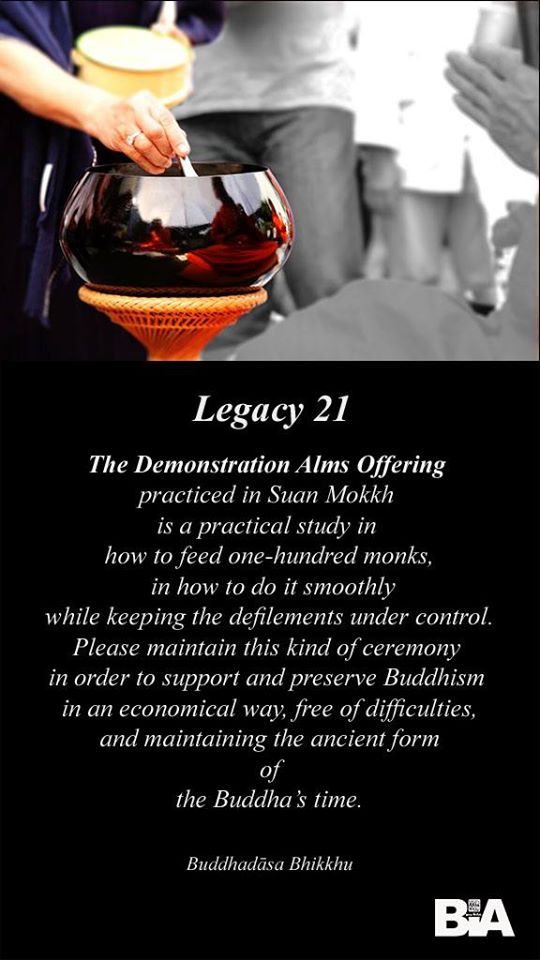 Legacy 21
The Demonstration Alms Offering
practiced in Suan Mokkh
is a practical study in
how to feed one-hundred monks,
in how to do it smoothly
while keeping the defilements under control.
Please maintain this kind of ceremony
in order to support and preserve Buddhism
in an economical way, free of difficulties,
and maintaining the ancient form
of
the Buddha’s time.
Buddhadāsa Bhikkhu
BiA